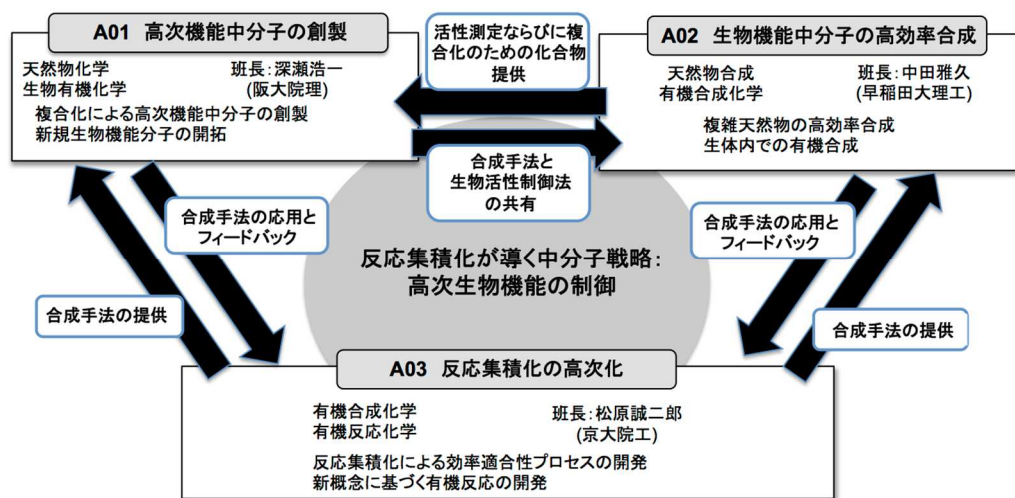 A01 高次機能中分子の創製
天然物化学
生物有機化学
班長：深瀬浩一
(阪大院理)
複合化による高次機能中分子の創製
新規生物機能分子の開拓
活性測定ならびに複
合化のための化合物
提供
A02 生物機能中分子の高効率合成
天然物合成
有機合成化学
班長：中田雅久
(早稲田大理工)
複雑天然物の高効率合成
生体内での有機合成
合成手法と
生物活性制御法
の共有
合成手法の応用と
フィードバック
合成手法の応用と
フィードバック
反応集積化が導く中分子戦略：
高次生物機能の制御
合成手法の提供
合成手法の提供
A03 反応集積化の高次化
有機合成化学
有機反応化学
班長：松原誠二郎
(京大院工)
反応集積化による効率適合性プロセスの開発
新概念に基づく有機反応の開発